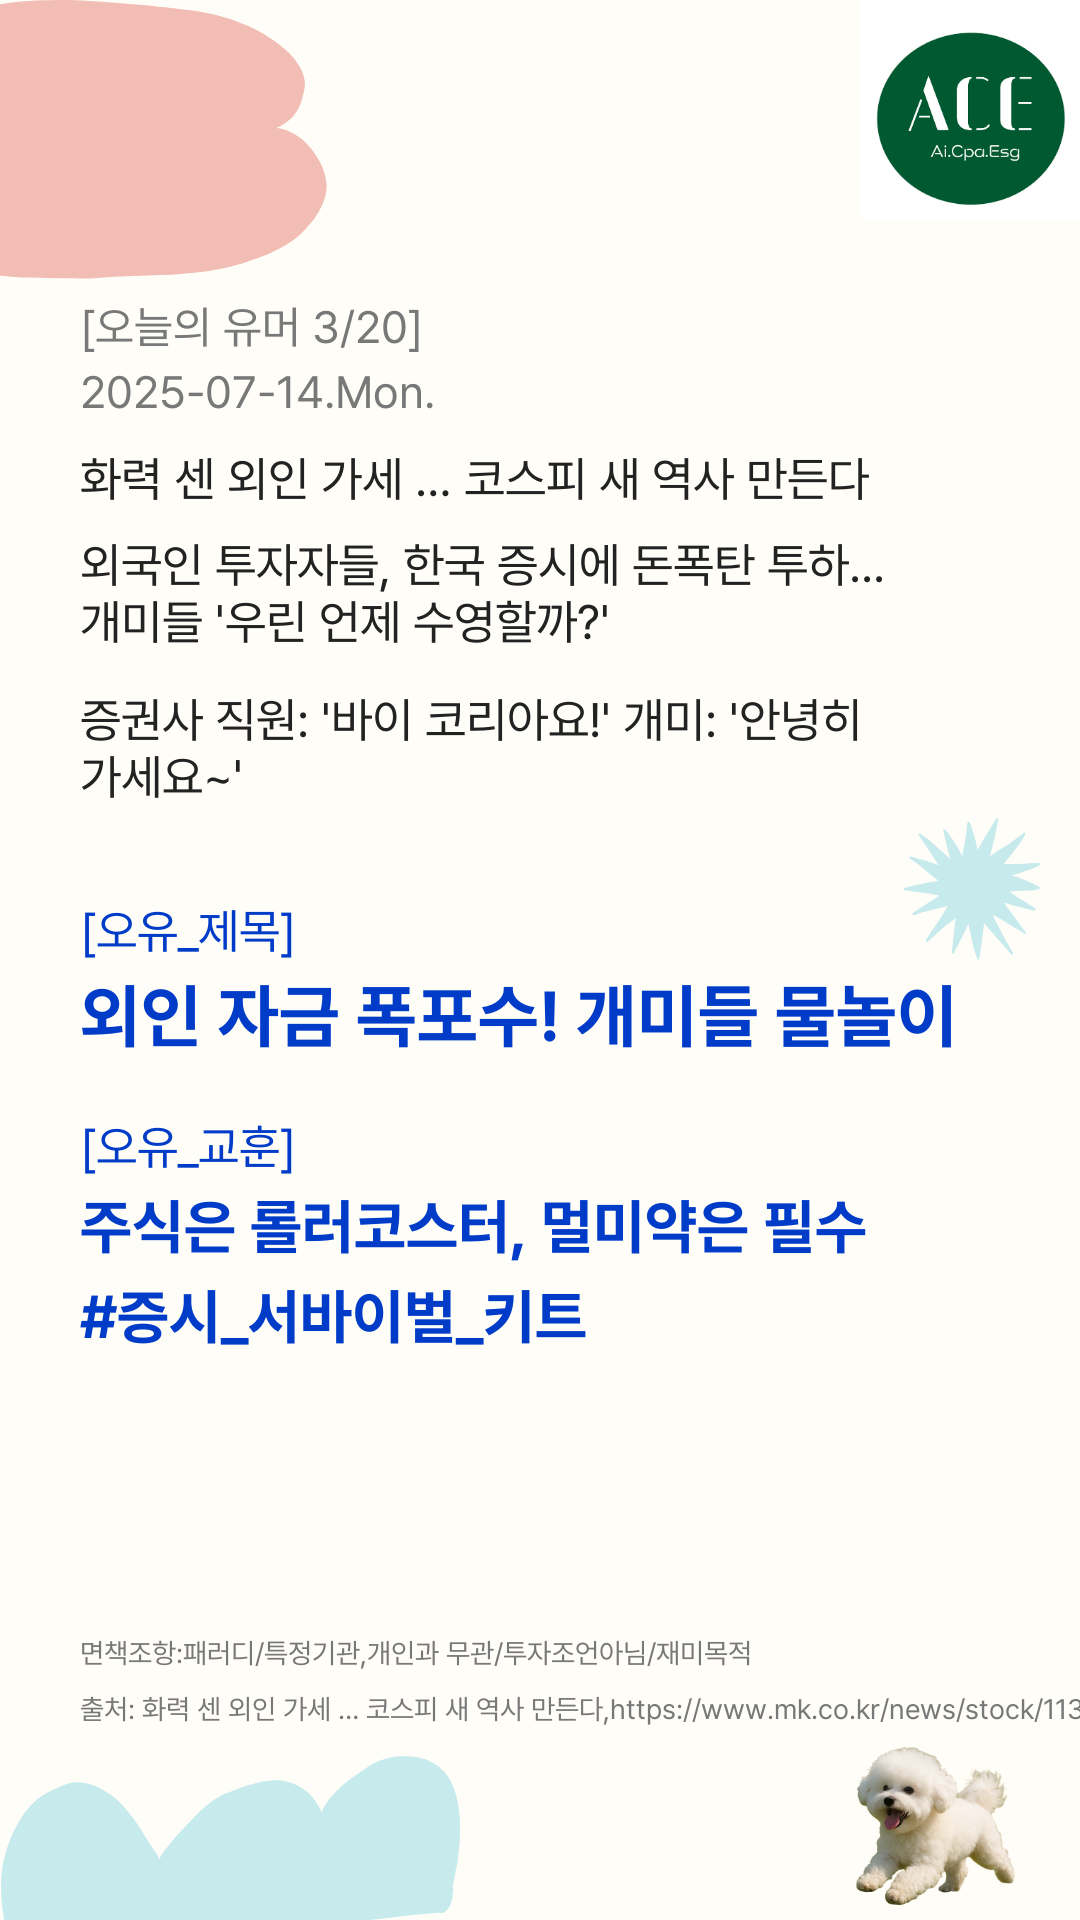 ACE
Ai.Cpa.Esg
[오늘의 유머 3/20]
2025-07-14.Mon.
화력 센 외인 가세 ... 코스피 새 역사 만든다
외국인 투자자들, 한국 증시에 돈폭탄 투하...
개미들 '우린 언제 수영할까?'
증권사 직원: '바이 코리아요!' 개미: '안녕히
가세요~'
[오유_제목]
외인 자금 폭포수! 개미들 물놀이
[오유_교훈]
주식은 롤러코스터, 멀미약은 필수
#증시_서바이벌_키트
면책조항:패러디/특정기관,개인과 무관/투자조언아님/재미목적
출처: 화력 센 외인 가세 ... 코스피 새 역사 만든다,https://www.mk.co.kr/news/stock/113